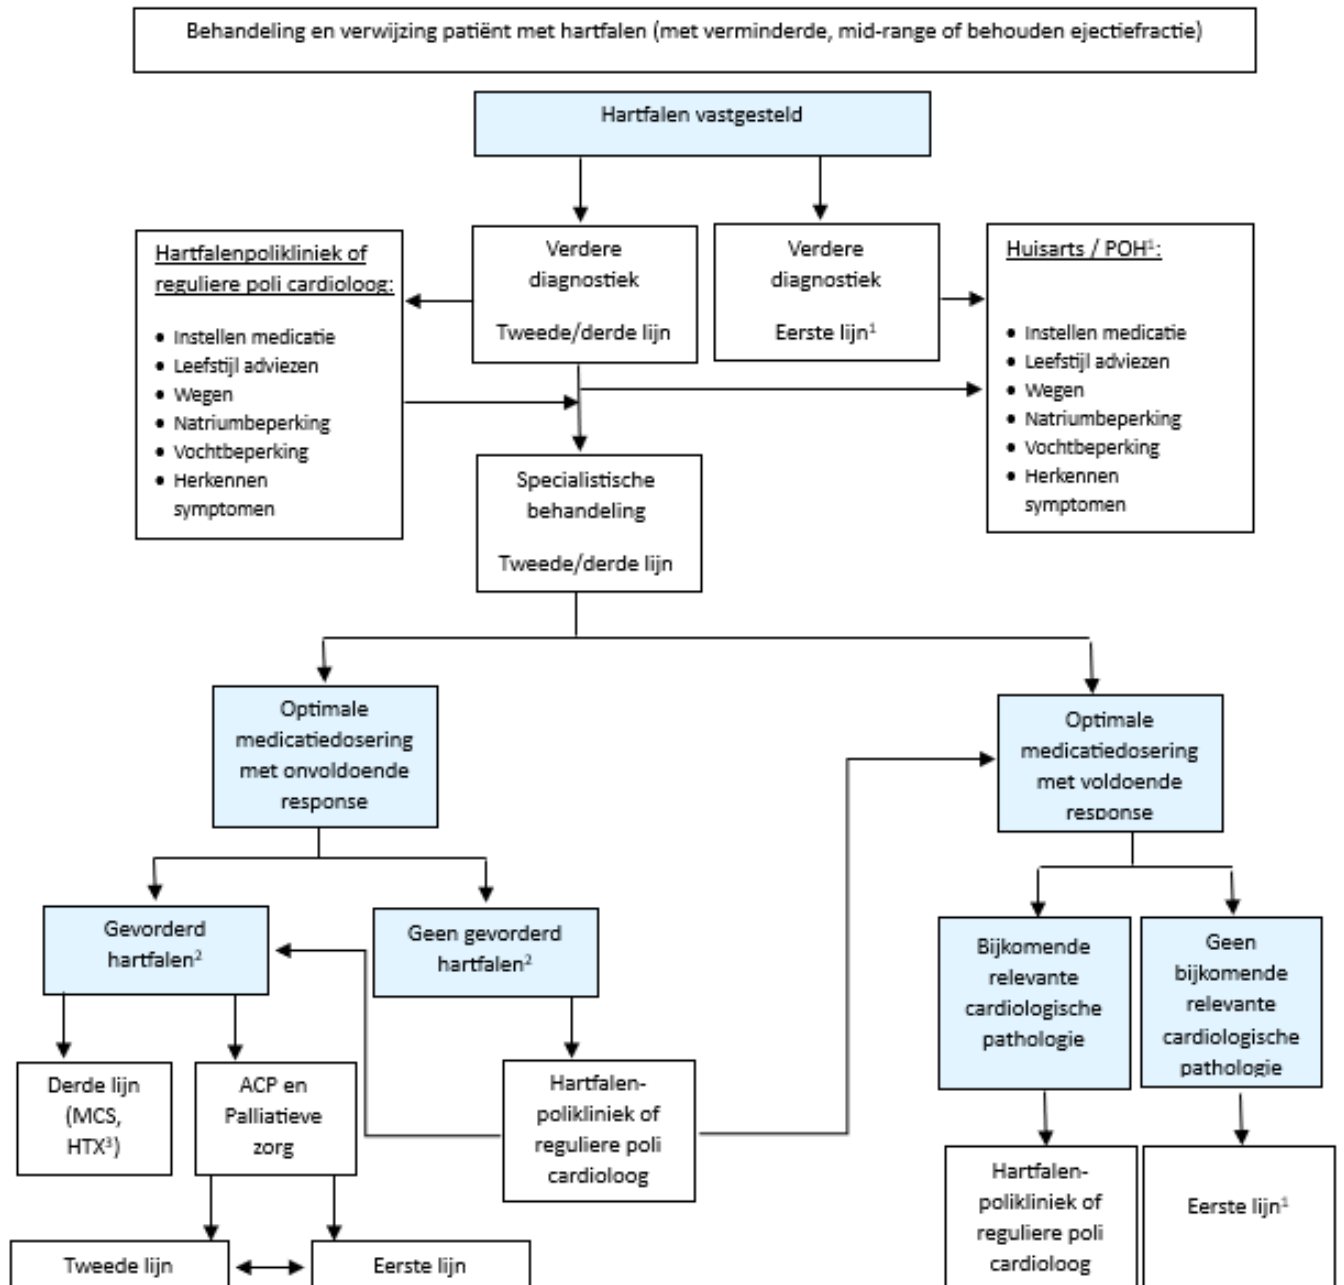 Behandeling en verwijzing patiënt met hartfalen (met verminderde, mid-range of behouden ejectiefractie)
Hartfalen vastgesteld
Hartfalenpolikliniek of
reguliere poli cardioloog:
• Instellen medicatie
• Leefstijl adviezen
• Wegen
• Natriumbeperking
• Vochtbeperking
• Herkennen
symptomen
Verdere
diagnostiek
Tweede/derde lijn
Verdere
diagnostiek
Eerste lijn¹
Huisarts / POH¹:
• Instellen medicatie
• Leefstijl adviezen
• Wegen
• Natriumbeperking
• Vochtbeperking
• Herkennen
symptomen
Specialistische
behandeling
Tweede/derde lijn
Optimale
medicatiedosering
met onvoldoende
response
Optimale
medicatiedosering
met voldoende
response
Gevorderd
hartfalen²
Geen gevorderd
hartfalen²
Bijkomende
relevante
cardiologische
pathologie
Geen
bijkomende
relevante
cardiologische
pathologie
Derde lijn
(MCS,
HTX³)
ACP en
Palliatieve
zorg
Hartfalen-
polikliniek of
reguliere poli
cardioloog
Hartfalen-
polikliniek of
reguliere poli
cardioloog
Eerste lijn¹
Tweede lijn
Eerste lijn